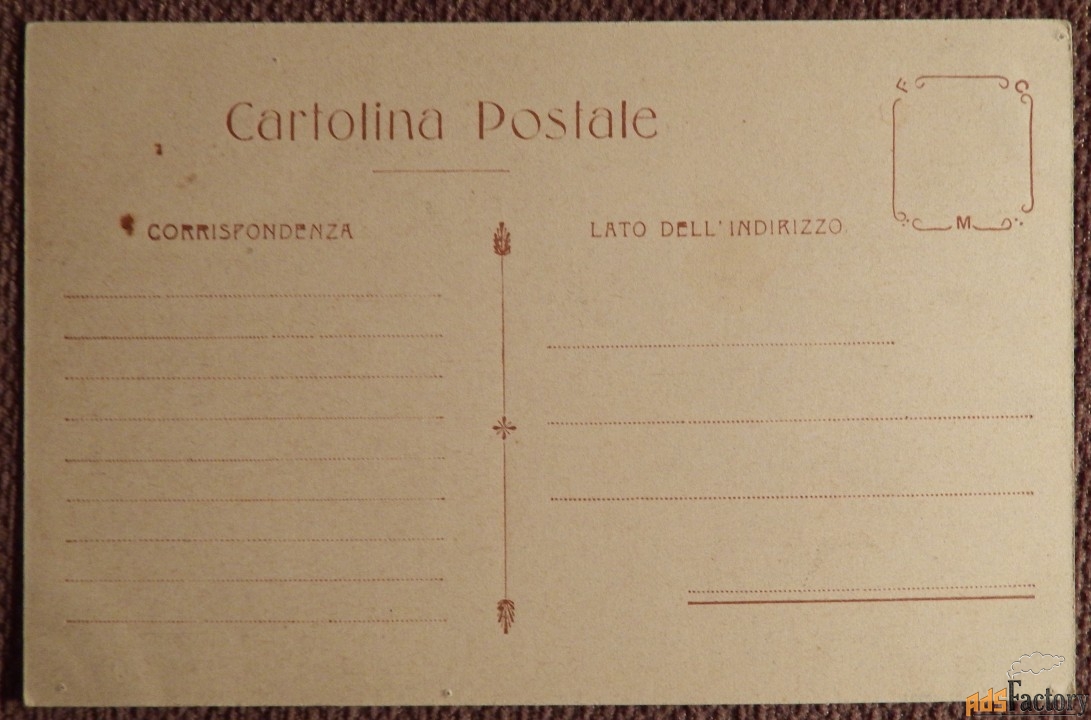 F C
Cartolina Postale
M
CORRISPONDENZA
LATO DELL'INDIRIZZO
AdsFactory